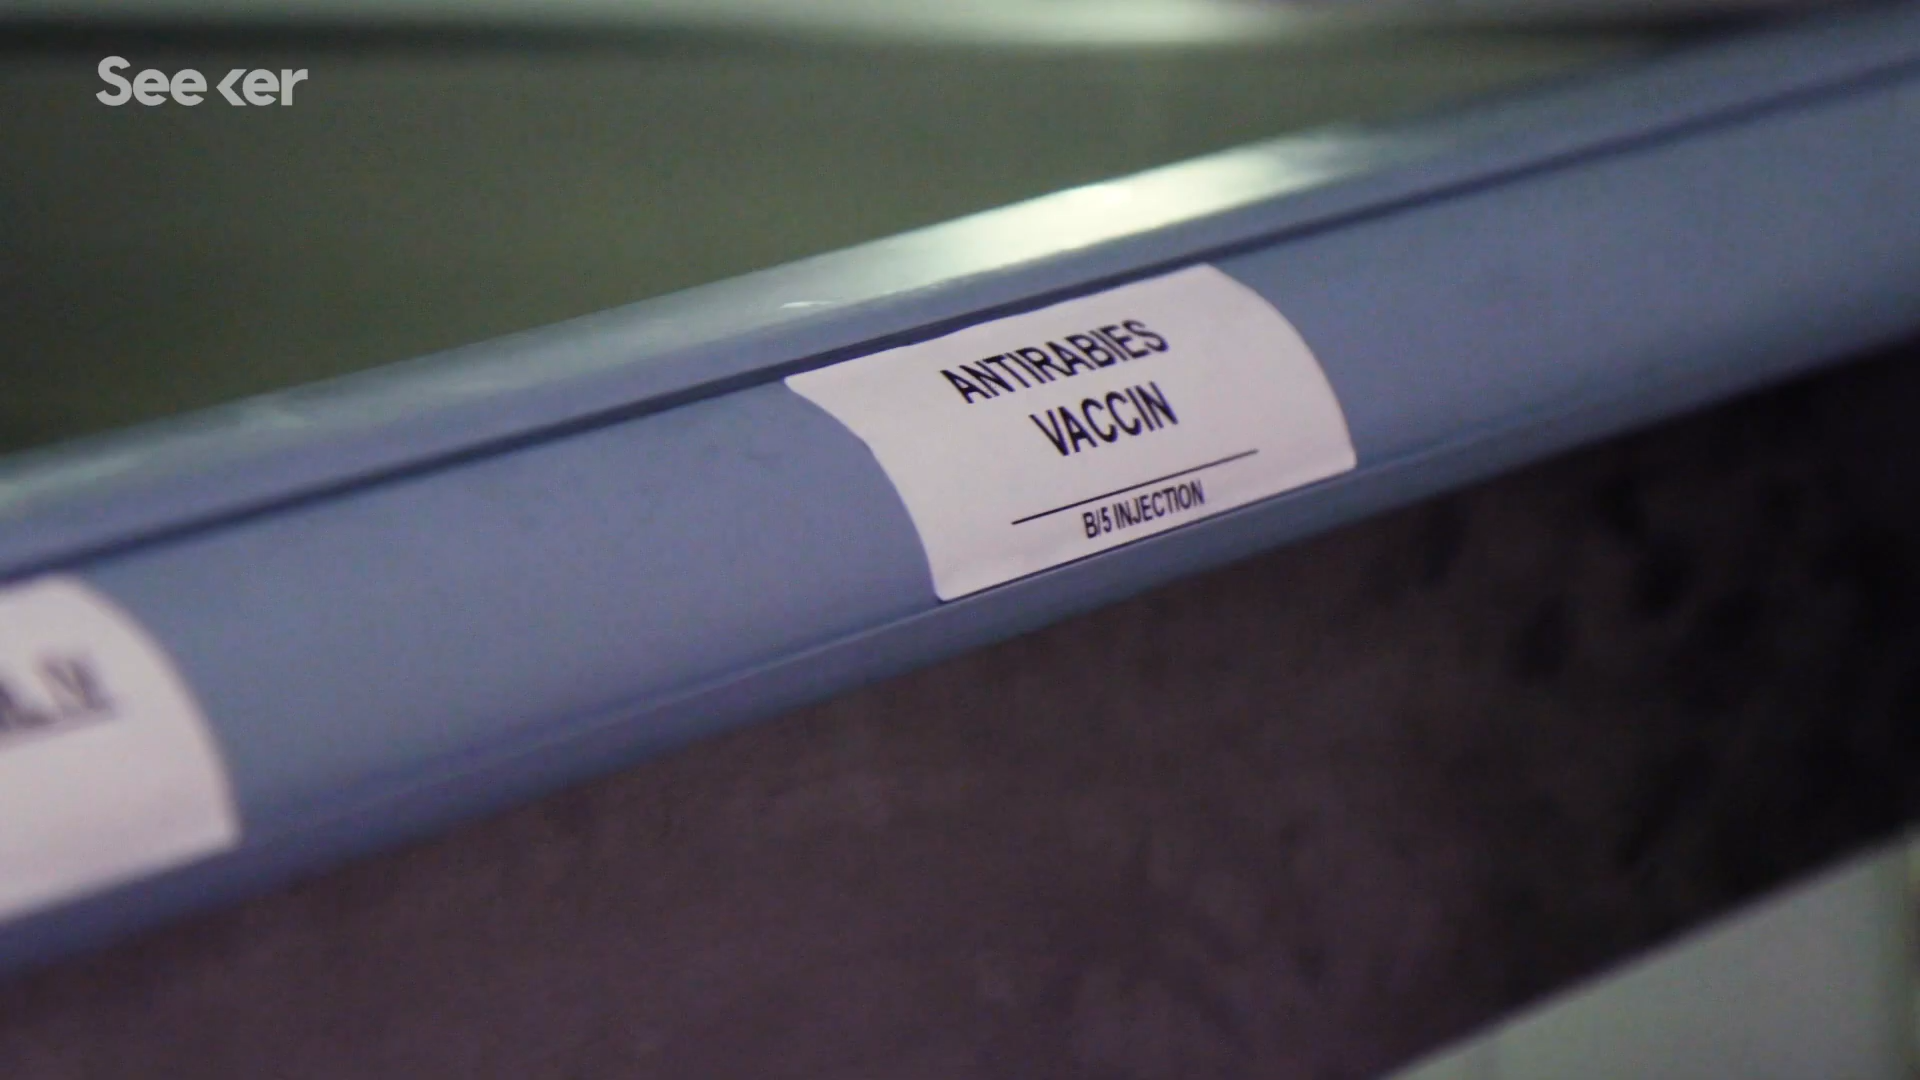 Seeker
ANTIRABIES
VACCIN
B/5 INJECTION